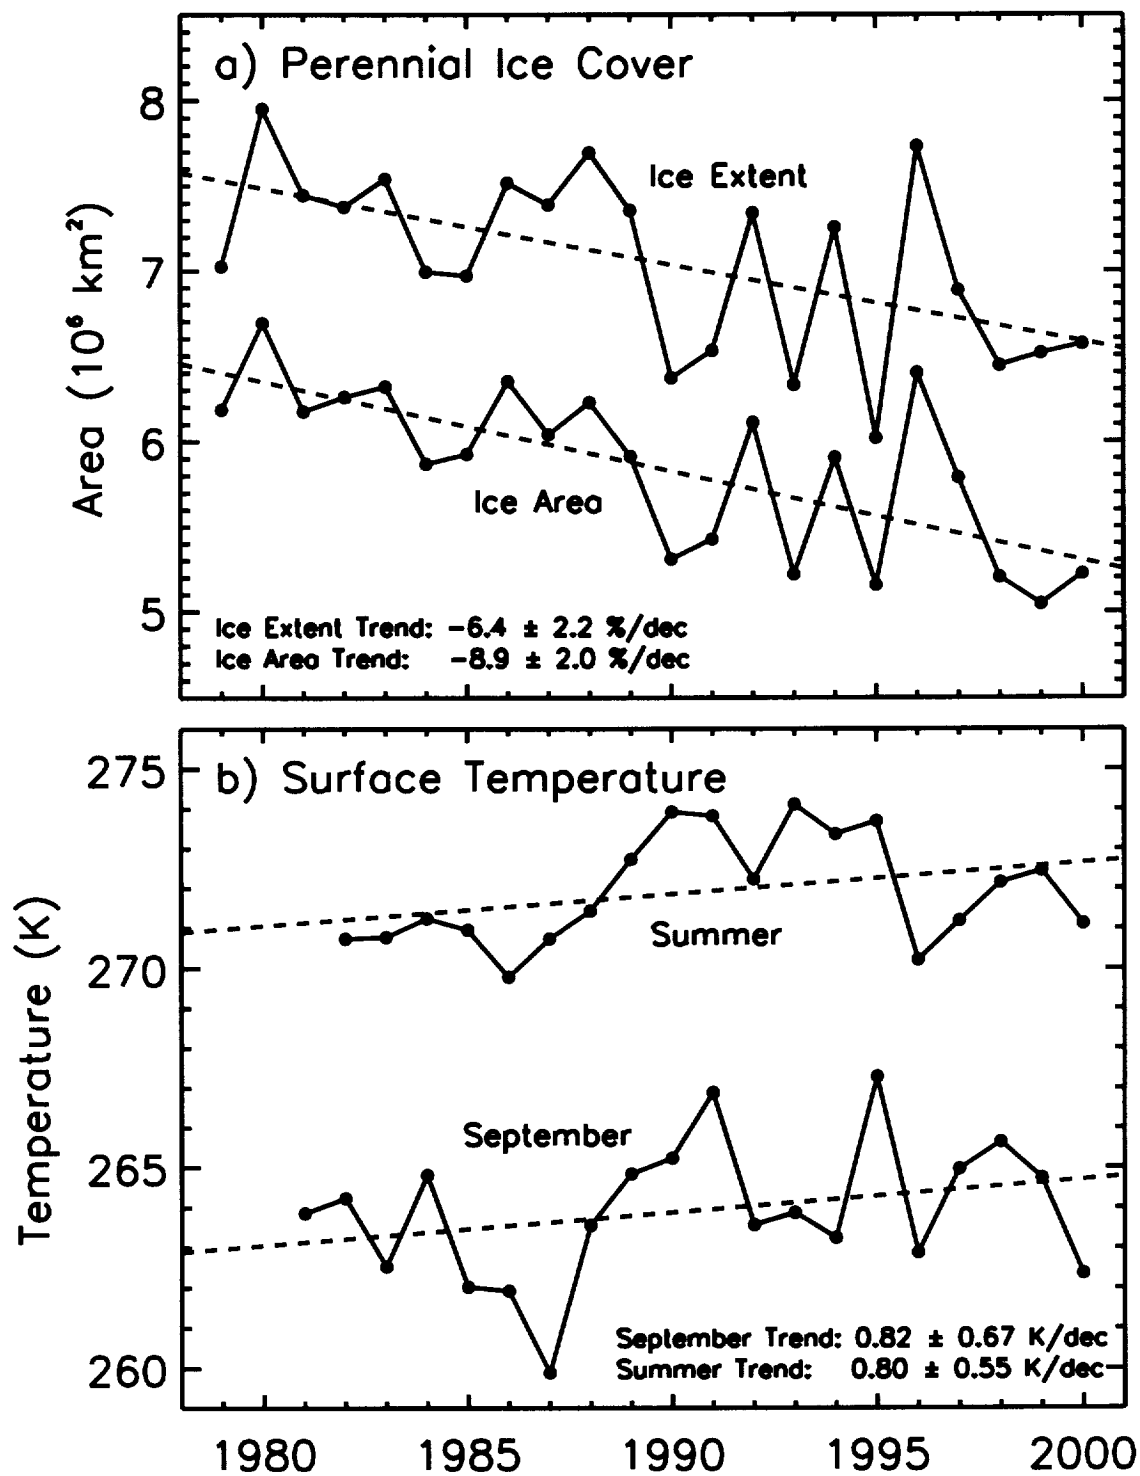 a) Perennial Ice Cover
8
7
6
5
Area (10⁶ km²)
Ice Extent
Ice Area
Ice Extent Trend: −6.4 ± 2.2 %/dec
Ice Area Trend: −8.9 ± 2.0 %/dec
b) Surface Temperature
275
270
265
260
Temperature (K)
Summer
September
September Trend: 0.82 ± 0.67 K/dec
Summer Trend: 0.80 ± 0.55 K/dec
1980 1985 1990 1995 2000